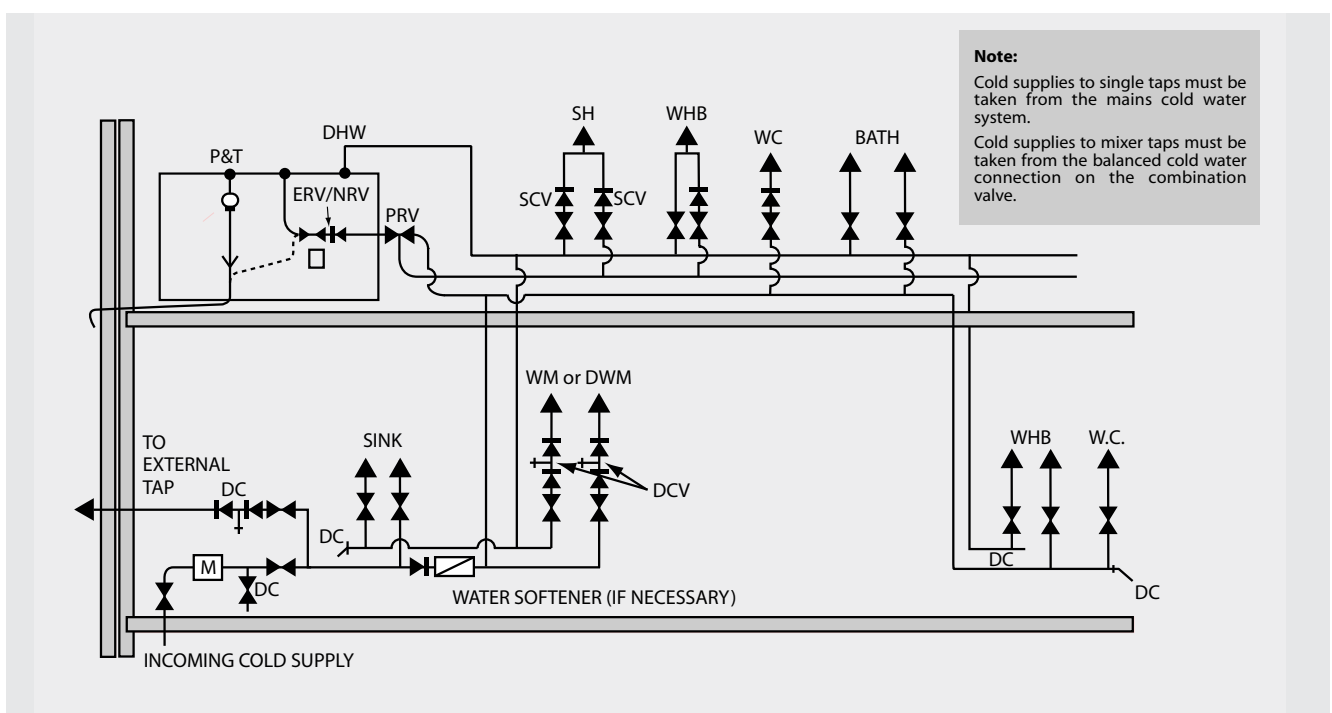 Note:
Cold supplies to single taps must be
taken from the mains cold water
system.
Cold supplies to mixer taps must be
taken from the balanced cold water
connection on the combination
valve.
SH
WHB
WC
BATH
DHW
P&T
ERV/NRV
PRV
SCV
SCV
WM or DWM
TO
EXTERNAL
TAP
SINK
WHB
W.C.
DC
DCV
DC
M
DC
DC
DC
WATER SOFTENER (IF NECESSARY)
INCOMING COLD SUPPLY